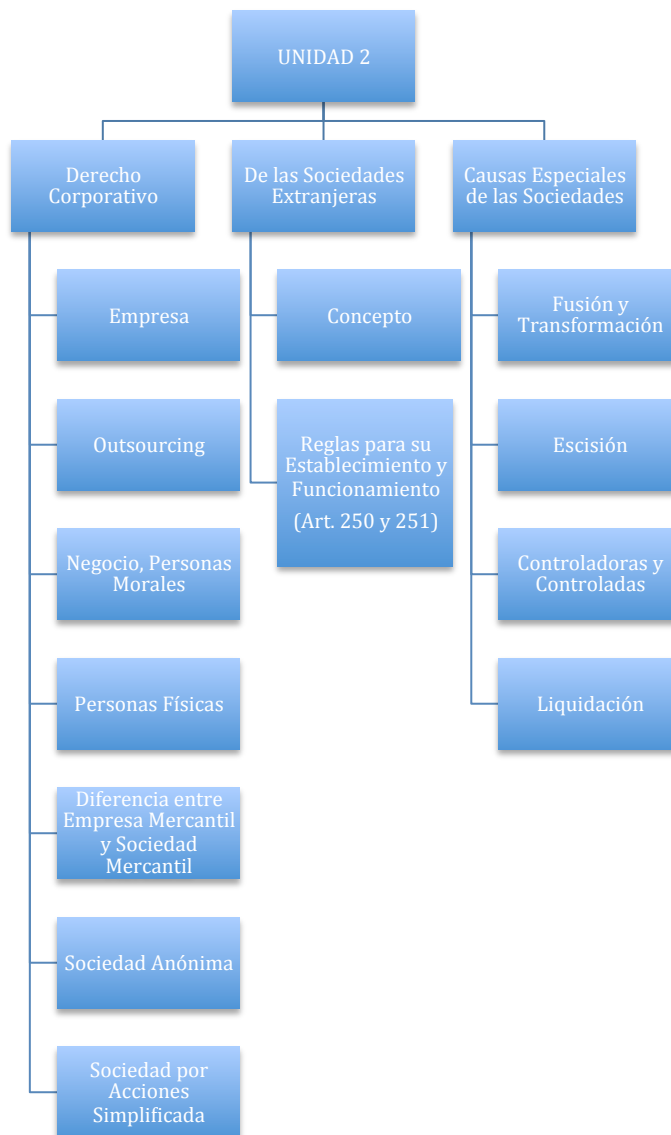 UNIDAD 2
Derecho
Corporativo
Empresa
Outsourcing
Negocio, Personas
Morales
Personas Físicas
Diferencia entre
Empresa Mercantil
y Sociedad
Mercantil
Sociedad Anónima
Sociedad por
Acciones
Simplificada
De las Sociedades
Extranjeras
Concepto
Reglas para su
Establecimiento y
Funcionamiento
(Art. 250 y 251)
Causas Especiales
de las Sociedades
Fusión y
Transformación
Escisión
Controladoras y
Controladas
Liquidación